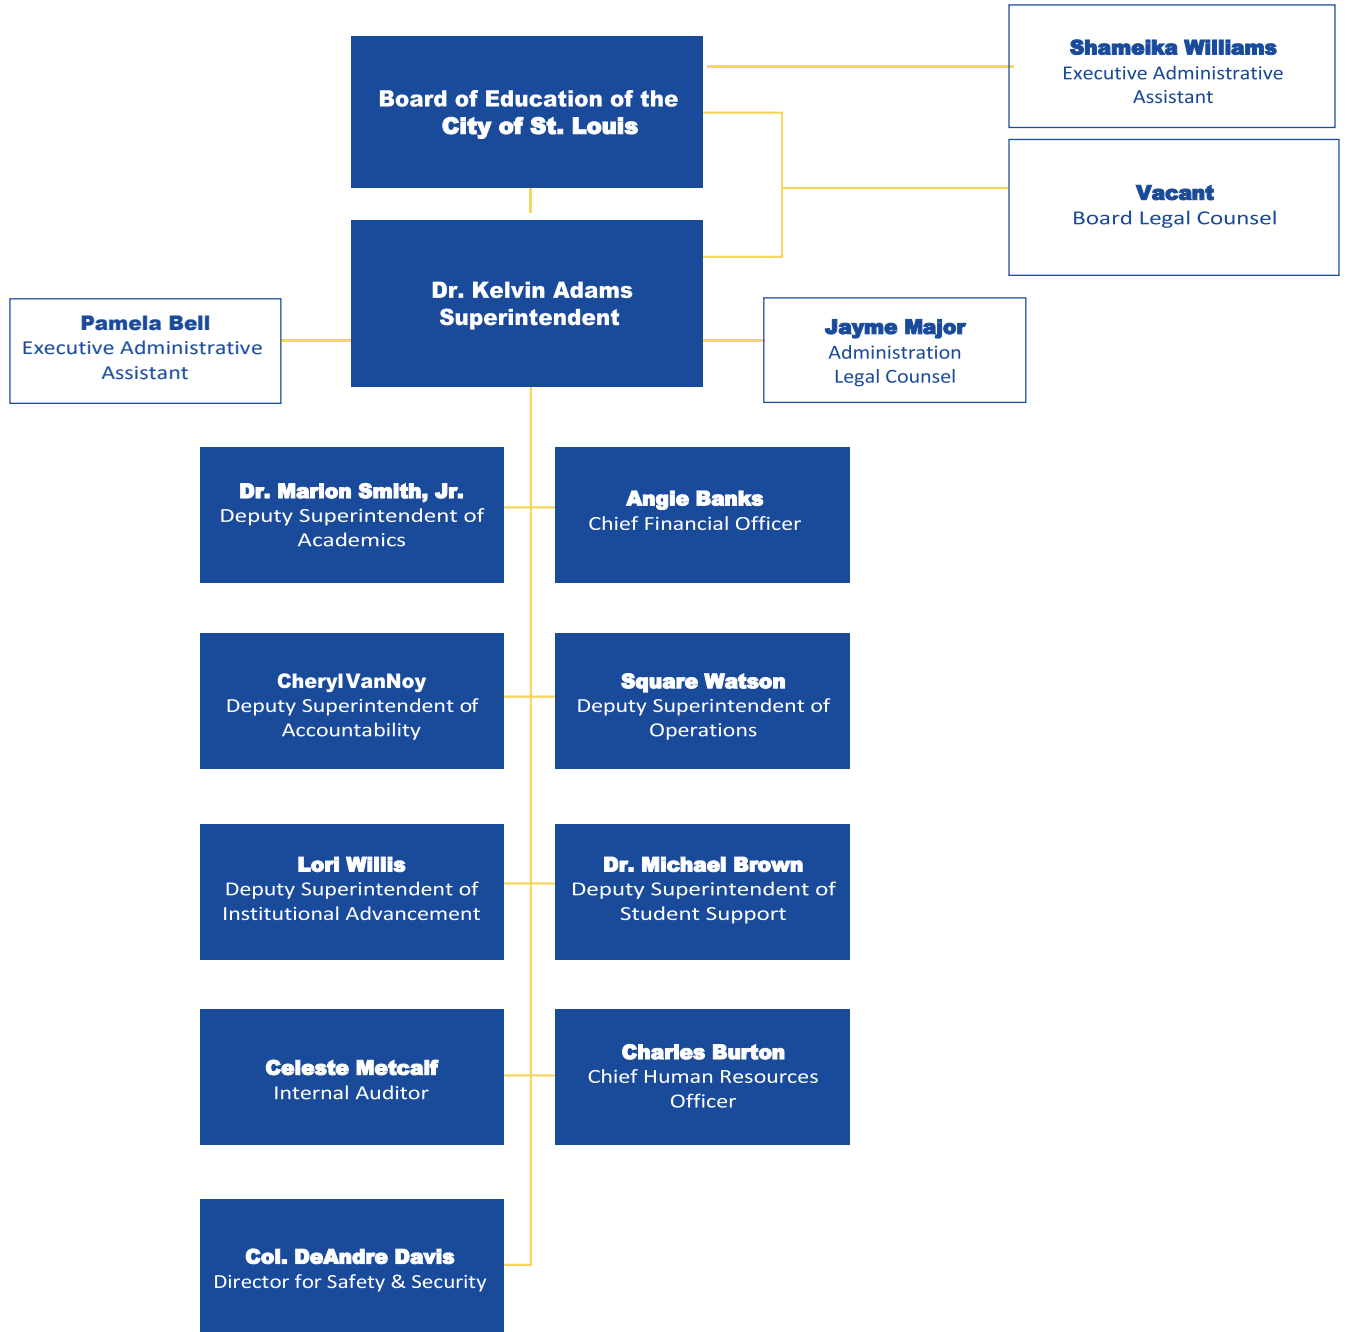 Shameika Williams
Executive Administrative
Assistant
Board of Education of the
City of St. Louis
Vacant
Board Legal Counsel
Dr. Kelvin Adams
Superintendent
Pamela Bell
Executive Administrative
Assistant
Jayme Major
Administration
Legal Counsel
Dr. Marion Smith, Jr.
Deputy Superintendent of
Academics
Angie Banks
Chief Financial Officer
Cheryl VanNoy
Deputy Superintendent of
Accountability
Square Watson
Deputy Superintendent of
Operations
Lori Willis
Deputy Superintendent of
Institutional Advancement
Dr. Michael Brown
Deputy Superintendent of
Student Support
Celeste Metcalf
Internal Auditor
Charles Burton
Chief Human Resources
Officer
Col. DeAndre Davis
Director for Safety & Security